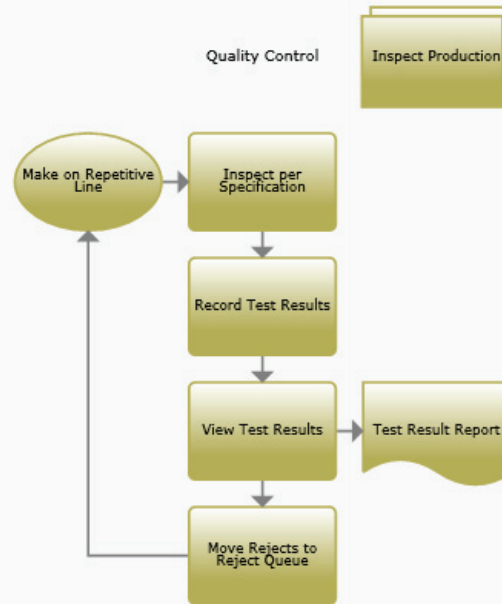 Quality Control
Inspect Production
Make on Repetitive
Line
Inspect per
Specification
Record Test Results
View Test Results
Test Result Report
Move Rejects to
Reject Queue